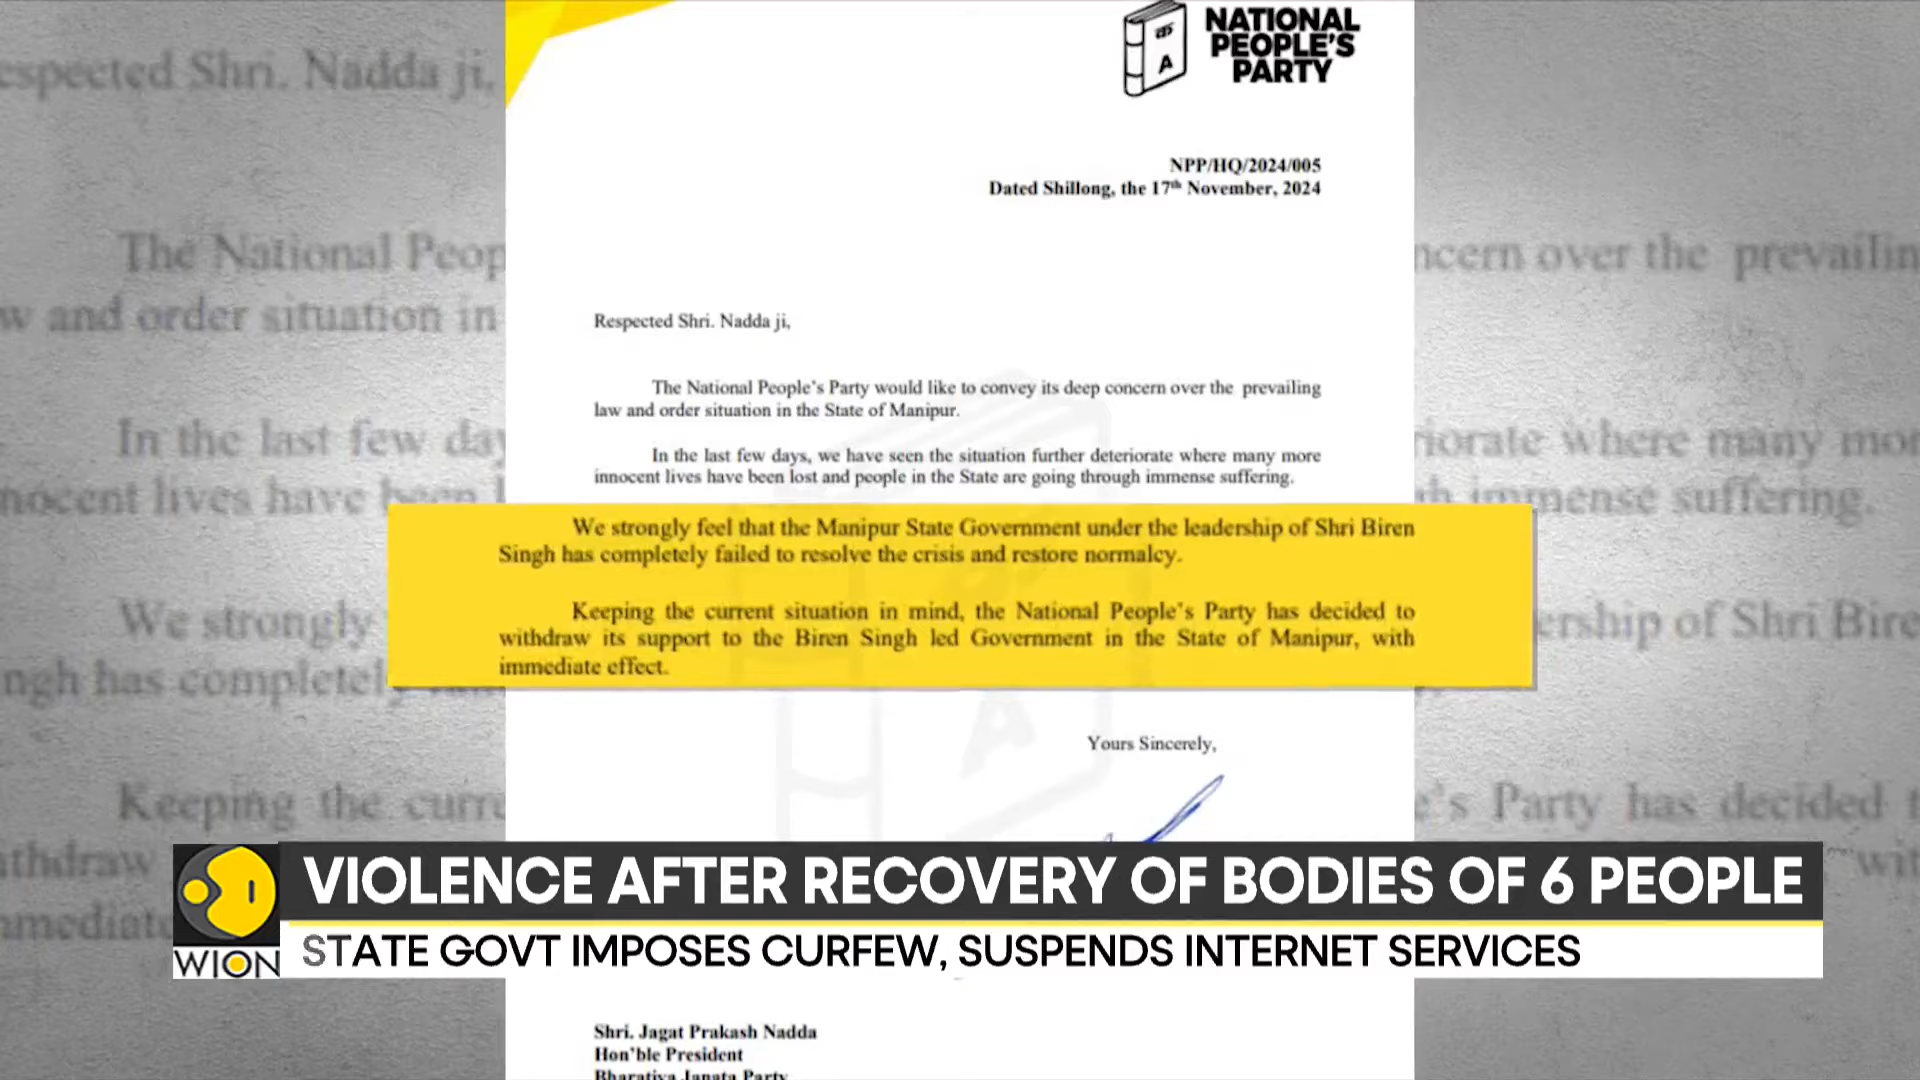 NATIONAL
PEOPLE'S
PARTY
क
A
NPP/HQ/2024/005
Dated Shillong, the 17th November, 2024
Respected Shri. Nadda ji,
The National People's Party would like to convey its deep concern over the prevailing
law and order situation in the State of Manipur.
In the last few days, we have seen the situation further deteriorate where many more
innocent lives have been lost and people in the State are going through immense suffering.
We strongly feel that the Manipur State Government under the leadership of Shri Biren
Singh has completely failed to resolve the crisis and restore normalcy.
Keeping the current situation in mind, the National People's Party has decided to
withdraw its support to the Biren Singh led Government in the State of Manipur, with
immediate effect.
Yours Sincerely,
VIOLENCE AFTER RECOVERY OF BODIES OF 6 PEOPLE
STATE GOVT IMPOSES CURFEW, SUSPENDS INTERNET SERVICES
WION
Shri. Jagat Prakash Nadda
Hon'ble President
Bharatiya Janata Party